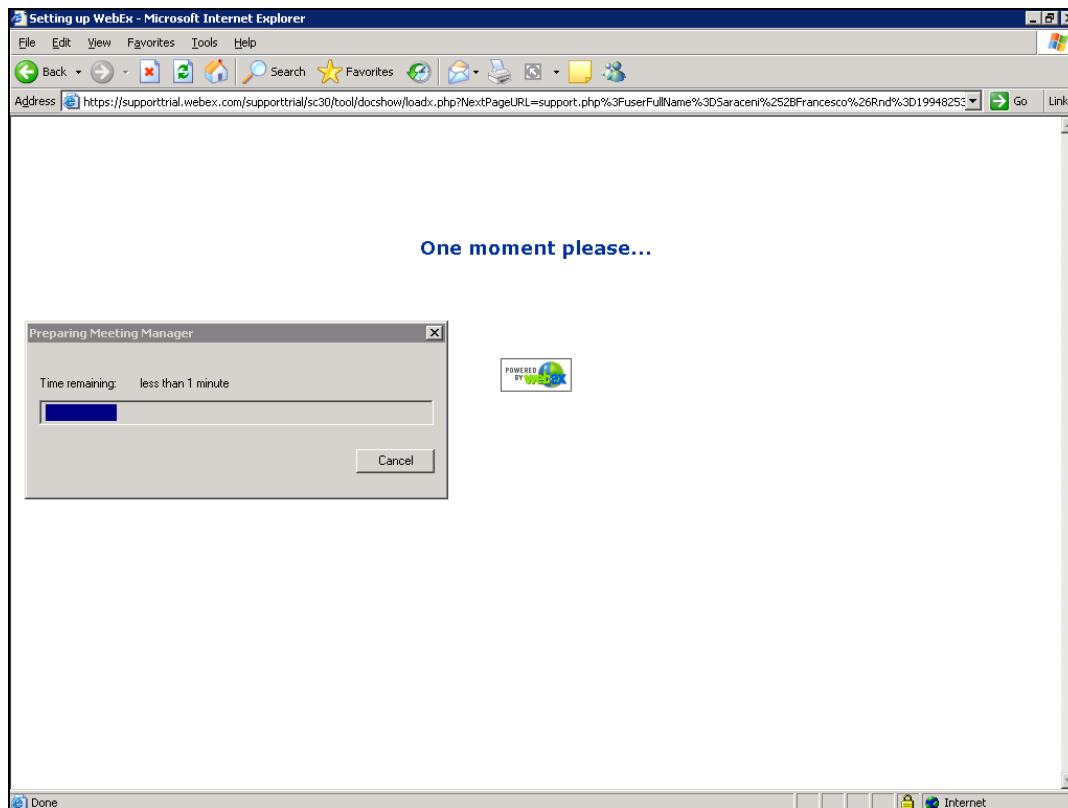 Setting up WebEx - Microsoft Internet Explorer
File Edit View Favorites Tools Help
Back Search Favorites
Address https://supporttrial.webex.com/supporttrial/sc30/tool/docshow/loadx.php?NextPageURL=support.php%3FuserFullName%3DSaraceni%252BFrancesco%26Rnd%3D19948253 Go Link
One moment please...
Preparing Meeting Manager
POWERED
BY webex
Time remaining: less than 1 minute
Cancel
Done Internet